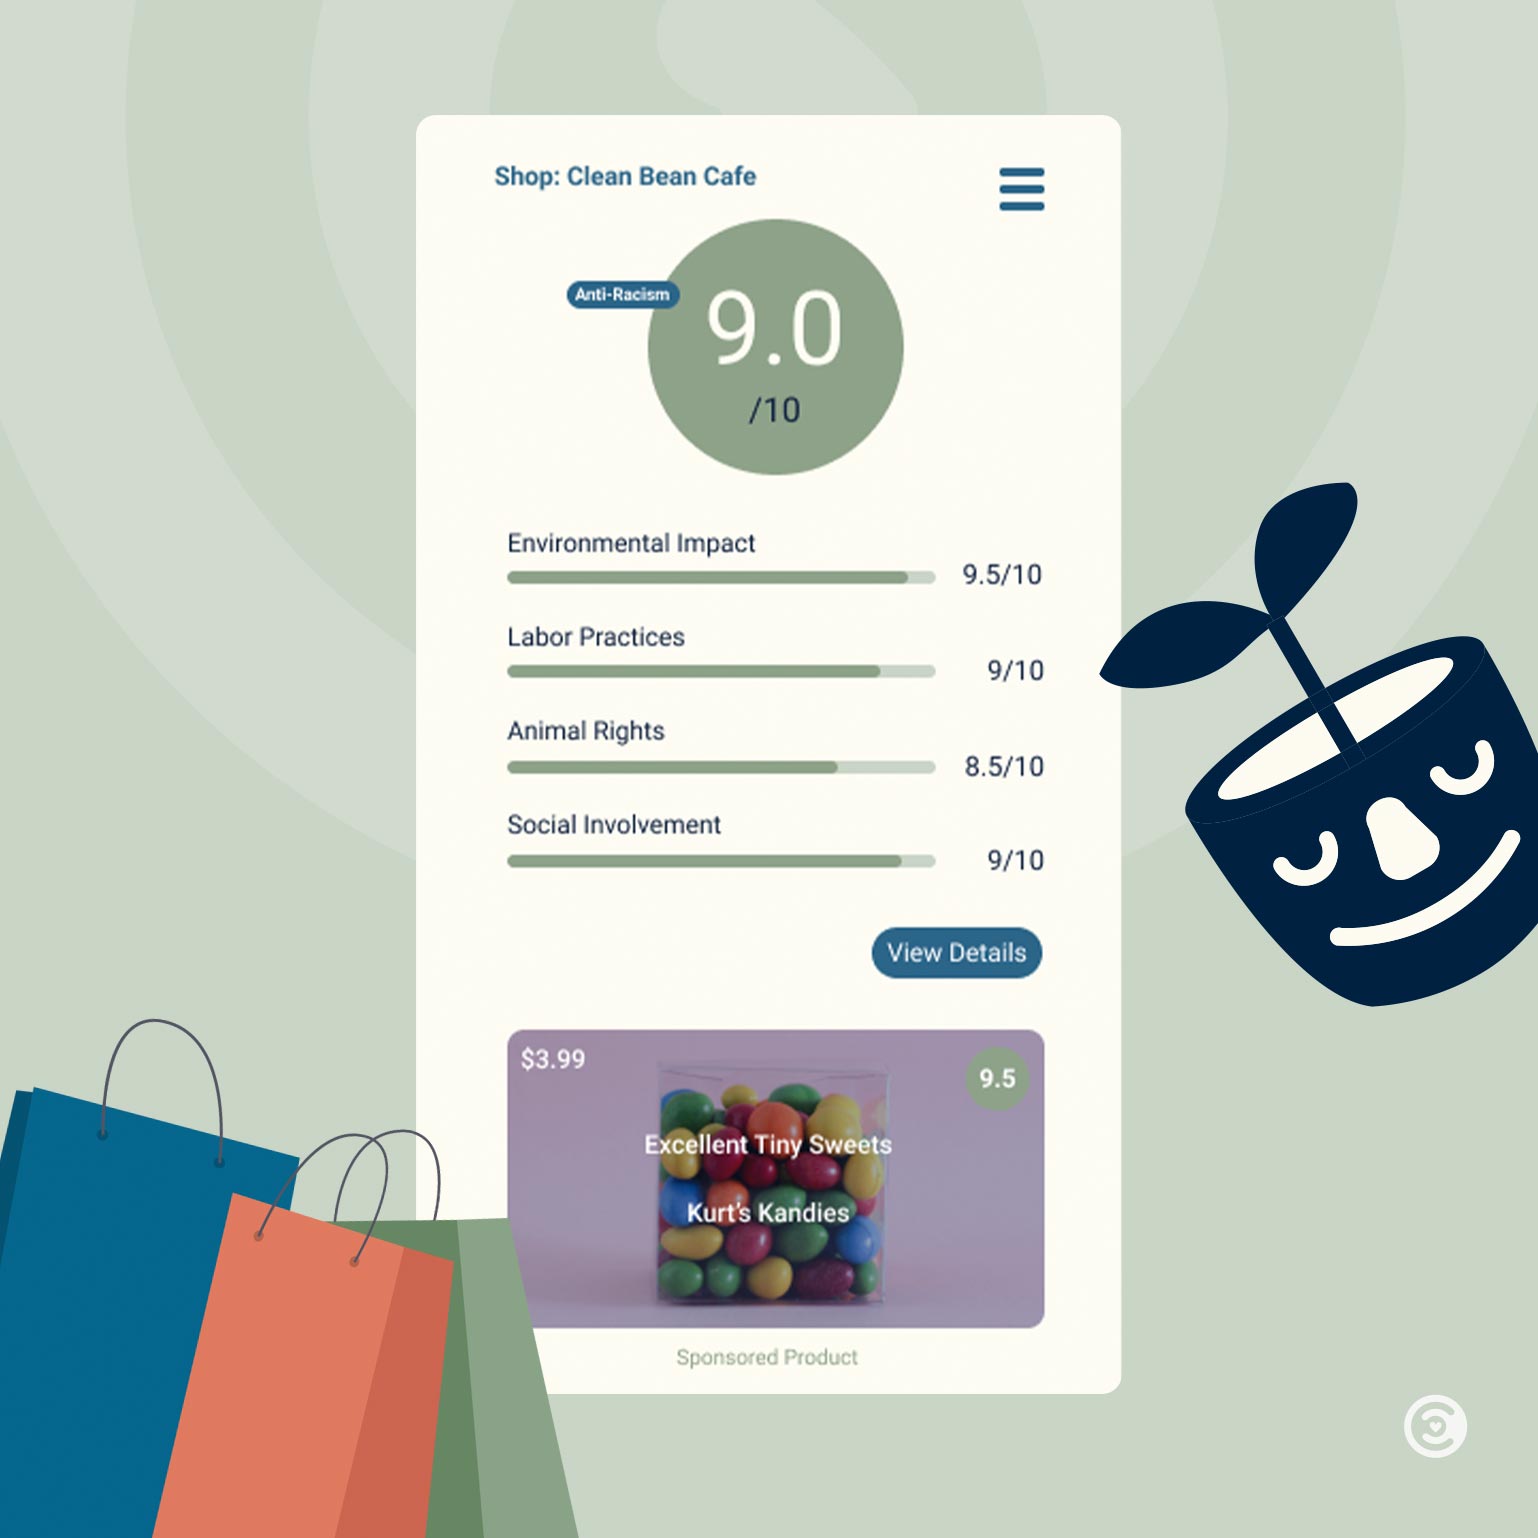 Shop: Clean Bean Cafe
Anti-Racism
9.0
/10
Environmental Impact
9.5/10
Labor Practices
9/10
Animal Rights
8.5/10
Social Involvement
9/10
View Details
$3.99
9.5
Excellent Tiny Sweets
Kurt's Kandies
Sponsored Product